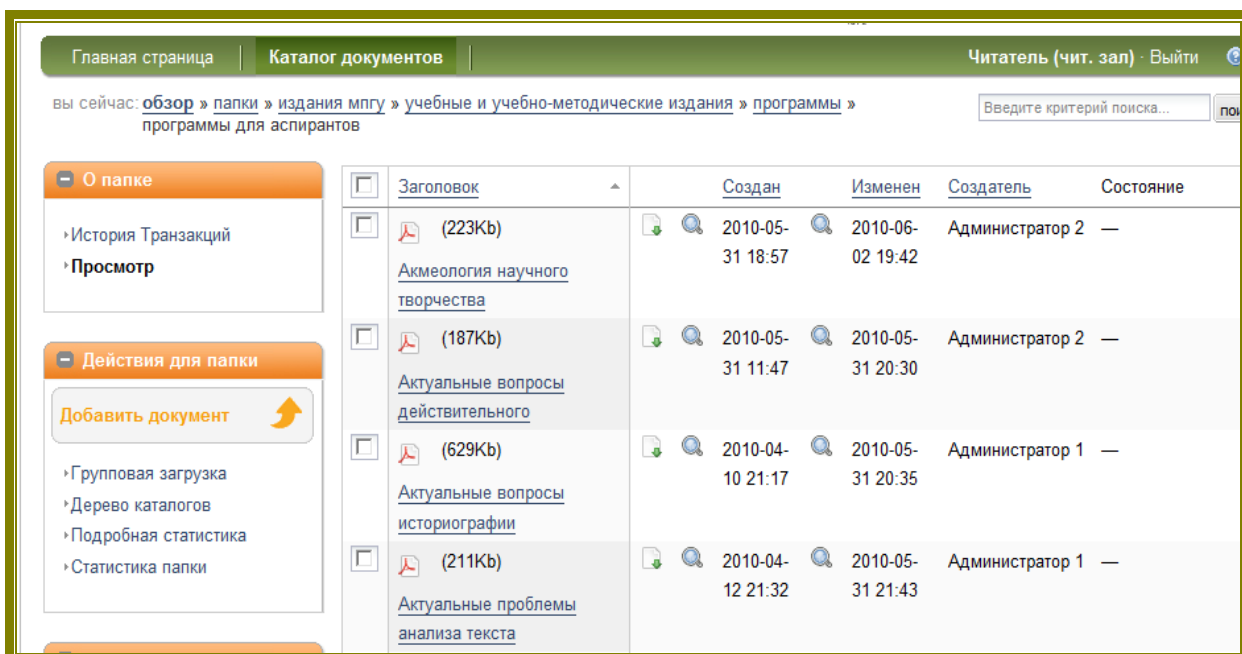 Главная страница Каталог документов Читатель (чит. зал) · Выйти
вы сейчас: обзор » папки » издания мпгу » учебные и учебно-методические издания » программы »
программы для аспирантов
Введите критерий поиска...
О папке
История Транзакций
Просмотр
Действия для папки
Добавить документ
Групповая загрузка
Дерево каталогов
Подробная статистика
Статистика папки
Заголовок Создан Изменен Создатель Состояние
(223Kb) 2010-05- 2010-06- Администратор 2 —
31 18:57 02 19:42
Акмеология научного
творчества
(187Kb) 2010-05- 2010-05- Администратор 2 —
31 11:47 31 20:30
Актуальные вопросы
действительного
(629Kb) 2010-04- 2010-05- Администратор 1 —
10 21:17 31 20:35
Актуальные вопросы
историографии
(211Kb) 2010-04- 2010-05- Администратор 1 —
12 21:32 31 21:43
Актуальные проблемы
анализа текста